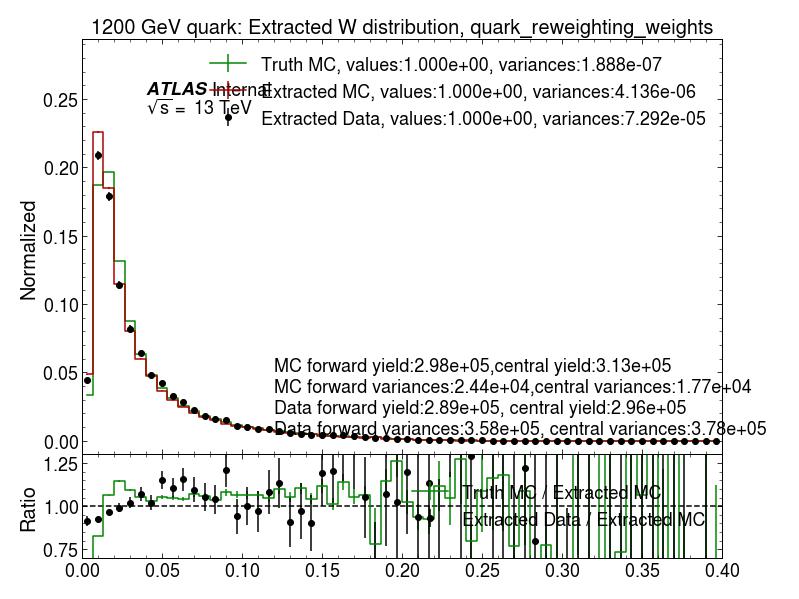 1200 GeV quark: Extracted W distribution, quark_reweighting_weights
Truth MC, values:1.000e+00, variances:1.888e-07
ATLAS Internal
Extracted MC, values:1.000e+00, variances:4.136e-06
√s = 13 TeV
Extracted Data, values:1.000e+00, variances:7.292e-05
Normalized
0.25
0.20
0.15
0.10
0.05
0.00
MC forward yield:2.98e+05,central yield:3.13e+05
MC forward variances:2.44e+04,central variances:1.77e+04
Data forward yield:2.89e+05, central yield:2.96e+05
Data forward variances:3.58e+05, central variances:3.78e+05
Ratio
1.25
1.00
0.75
Truth MC / Extracted MC
Extracted Data / Extracted MC
0.00 0.05 0.10 0.15 0.20 0.25 0.30 0.35 0.40